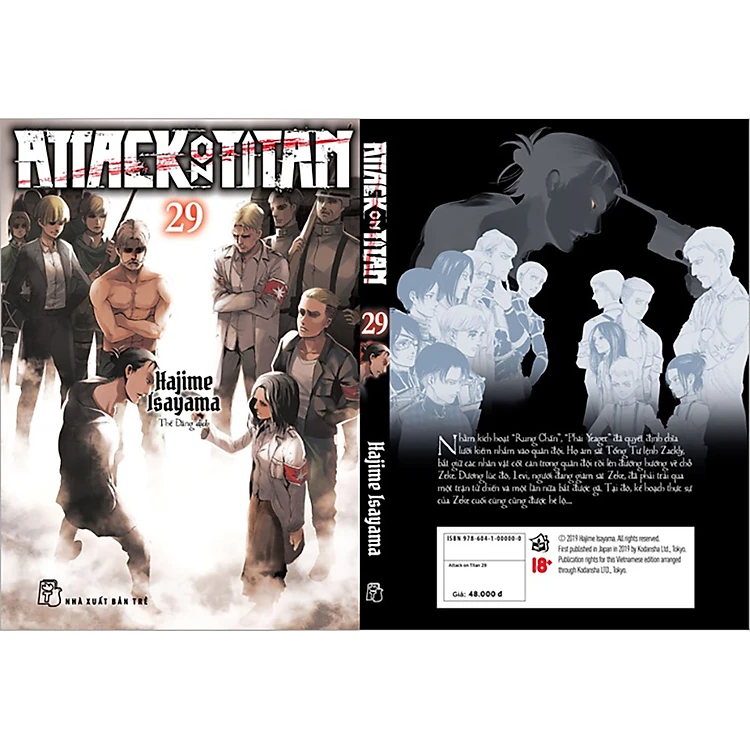 ATTACK ON TITAN
29
Hajime
Isayama
Thế Đăng dịch
NHÀ XUẤT BẢN TRẺ
ATTACK ON TITAN
29
Hajime Isayama
Nhằm kích hoạt "Rung Chấn", "Phái Yeager" đã quyết định chĩa
lưỡi kiếm nhắm vào quân đội. Họ ám sát Tổng Tư lệnh Zackly,
bắt giữ các nhân vật cốt cán trong quân đội rồi lên đường hướng về chỗ
Zeke. Đương lúc đó, Levi, người đang giám sát Zeke, đã phải trải qua
một trận tử chiến và một lần nữa bắt được gã. Tại đó, kế hoạch thực sự
của Zeke cuối cùng cũng được hé lộ...
ISBN 978-604-1-00000-0
Attack on Titan 29
Giá: 48.000 đ
18+
© 2019 Hajime Isayama. All rights reserved.
First published in Japan in 2019 by Kodansha Ltd., Tokyo.
Publication rights for this Vietnamese edition arranged
through Kodansha LTD., Tokyo.